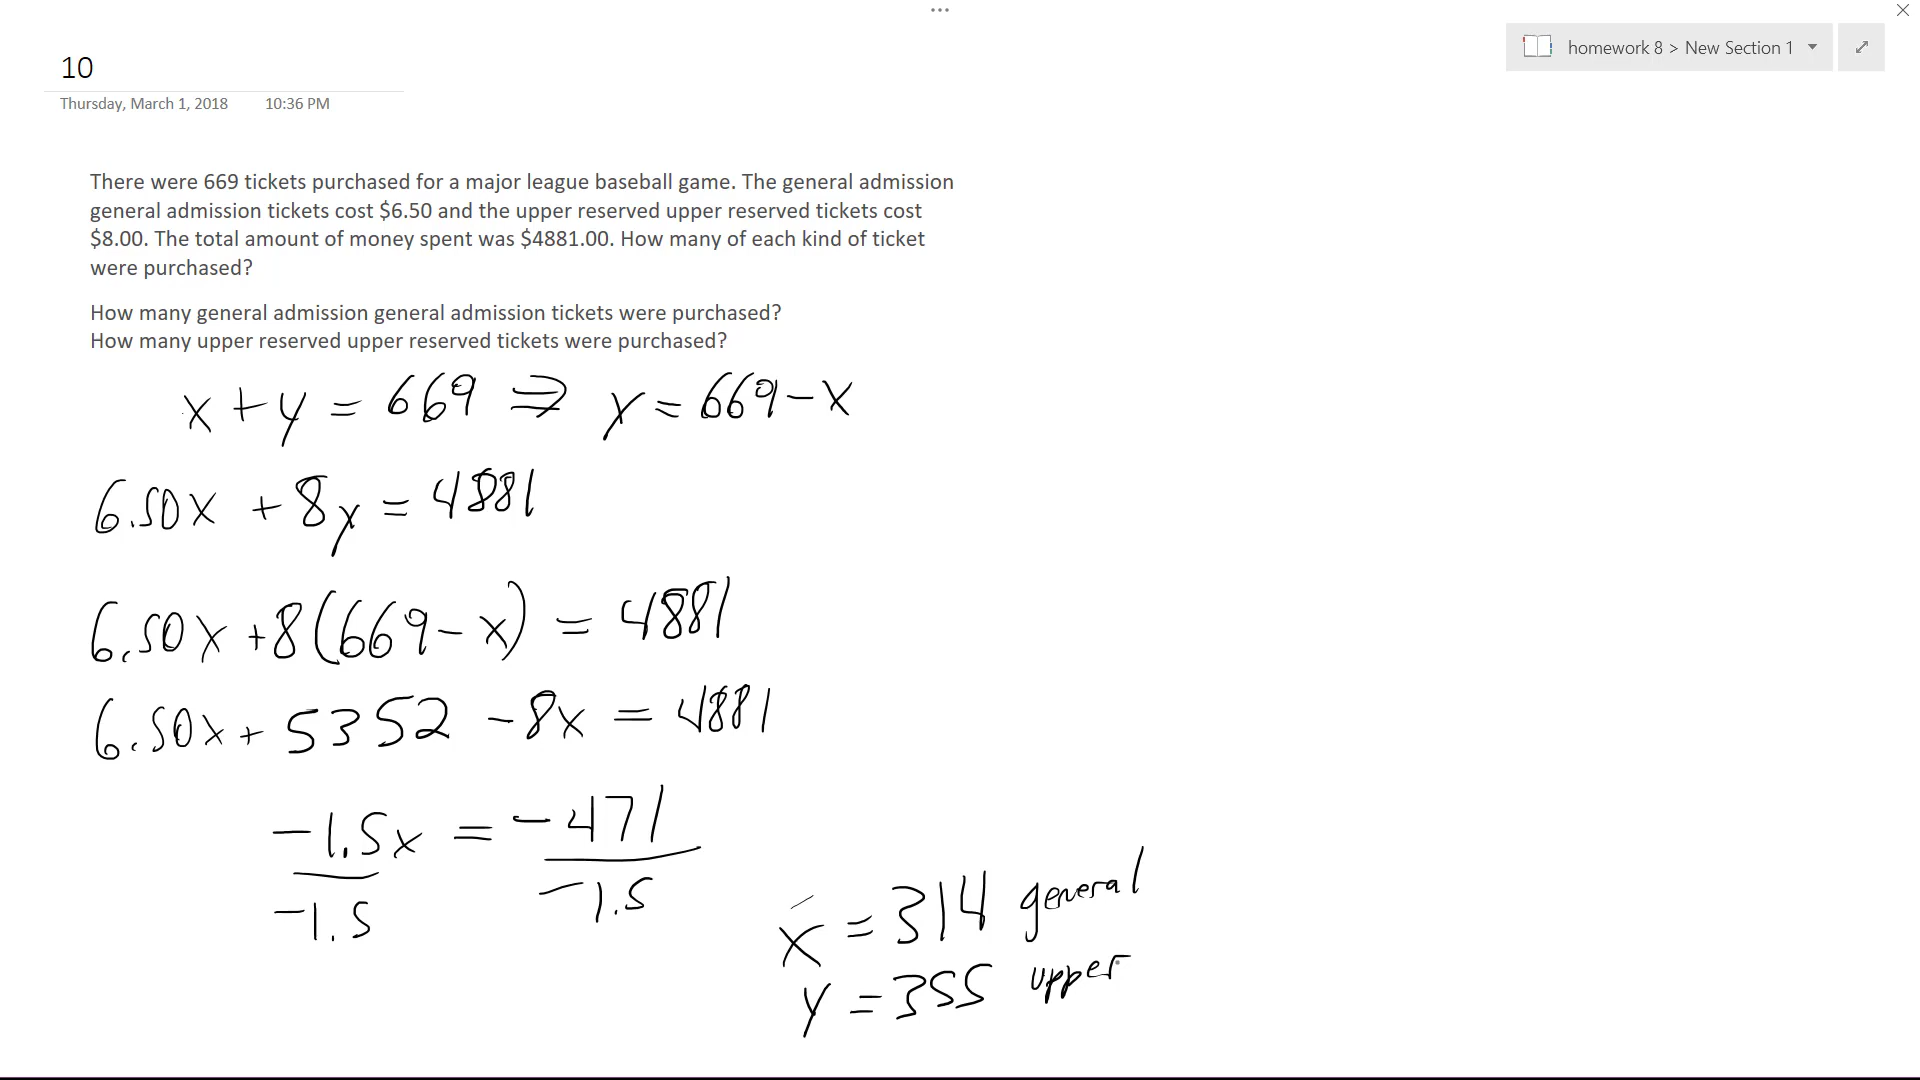 ...
homework 8 > New Section 1
10
Thursday, March 1, 2018 10:36 PM
There were 669 tickets purchased for a major league baseball game. The general admission
general admission tickets cost $6.50 and the upper reserved upper reserved tickets cost
$8.00. The total amount of money spent was $4881.00. How many of each kind of ticket
were purchased?
How many general admission general admission tickets were purchased?
How many upper reserved upper reserved tickets were purchased?
x + y = 669 ⇒ y = 669 - x
6.50x + 8y = 4881
6.50x + 8(669 - x) = 4881
6.50x + 5352 - 8x = 4881
-1.5x = -471
-1.5 -1.5
x = 314 general
y = 355 upper